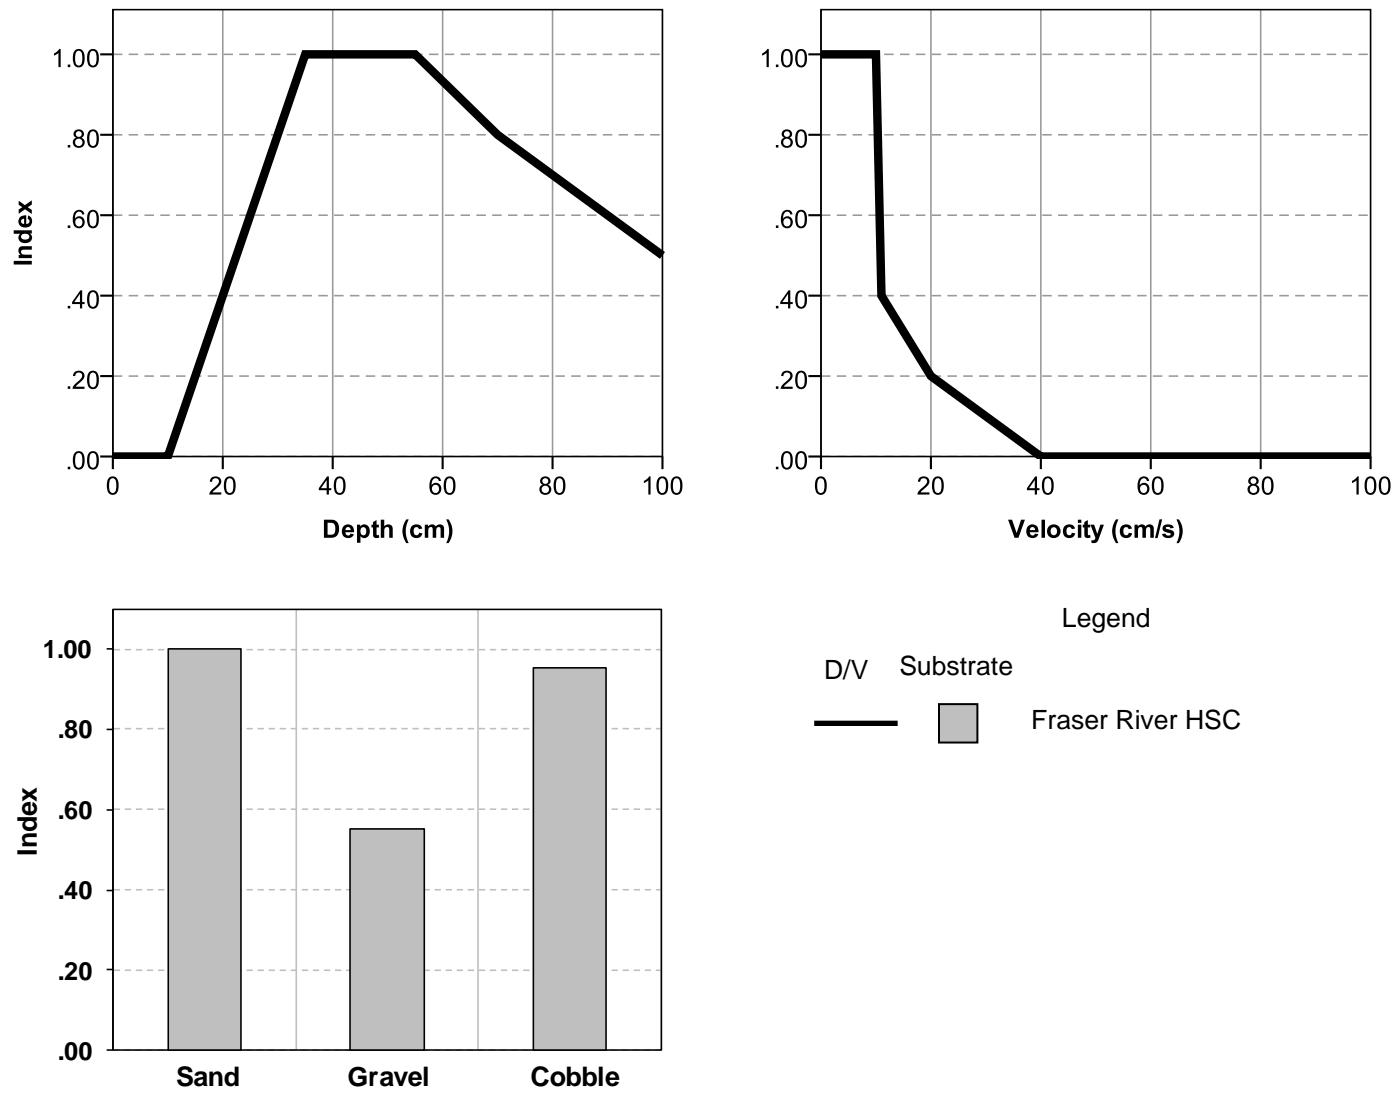 1.00
.80
.60
.40
.20
.00
Index
0 20 40 60 80 100
Depth (cm)
1.00
.80
.60
.40
.20
.00
0 20 40 60 80 100
Velocity (cm/s)
1.00
.80
.60
.40
.20
.00
Index
Sand Gravel Cobble
Legend
D/V Substrate
Fraser River HSC